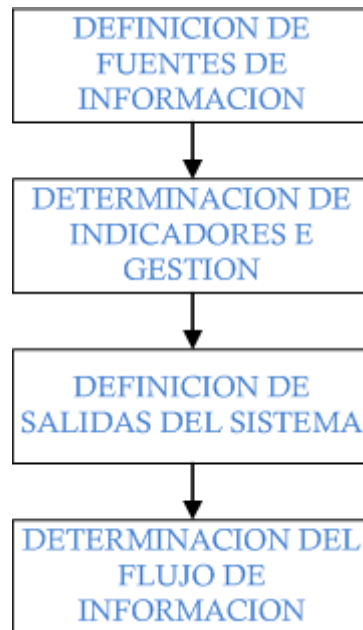 DEFINICION DE
FUENTES DE
INFORMACION
DETERMINACION DE
INDICADORES E
GESTION
DEFINICION DE
SALIDAS DEL SISTEMA
DETERMINACION DEL
FLUJO DE
INFORMACION